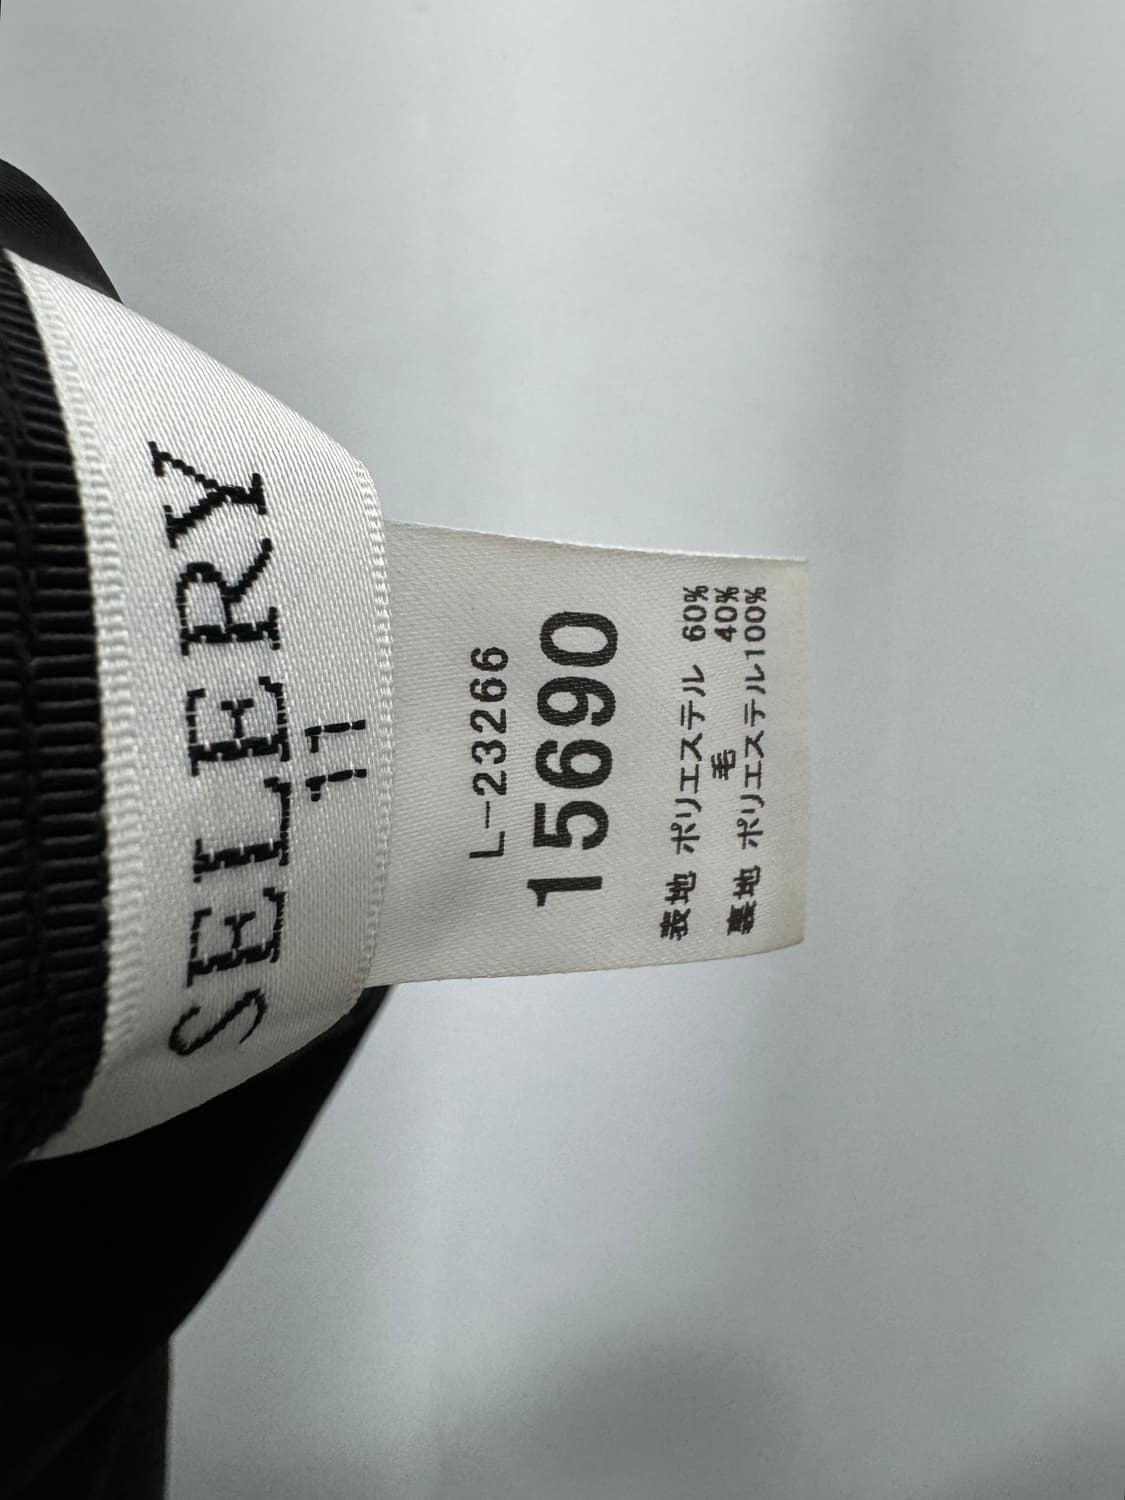 SELERY
11
L-23266
15690
表地 ポリエステル 60%
毛 40%
裏地 ポリエステル100%